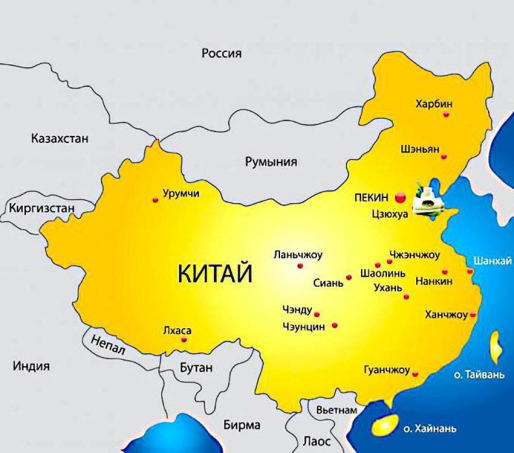 Россия
Харбин
Казахстан
Шэньян
Румыния
Урумчи
ПЕКИН
Киргизстан
Цзюхуа
Ланьчжоу
Чжэнчжоу
Шанхай
КИТАЙ
Шаолинь
Сиань
Нанкин
Ухань
Чэнду
Ханчжоу
Чэунцин
Лхаса
Непал
Индия
Бутан
Гуанчжоу
о. Тайвань
Вьетнам
Бирма
о. Хайнань
Лаос